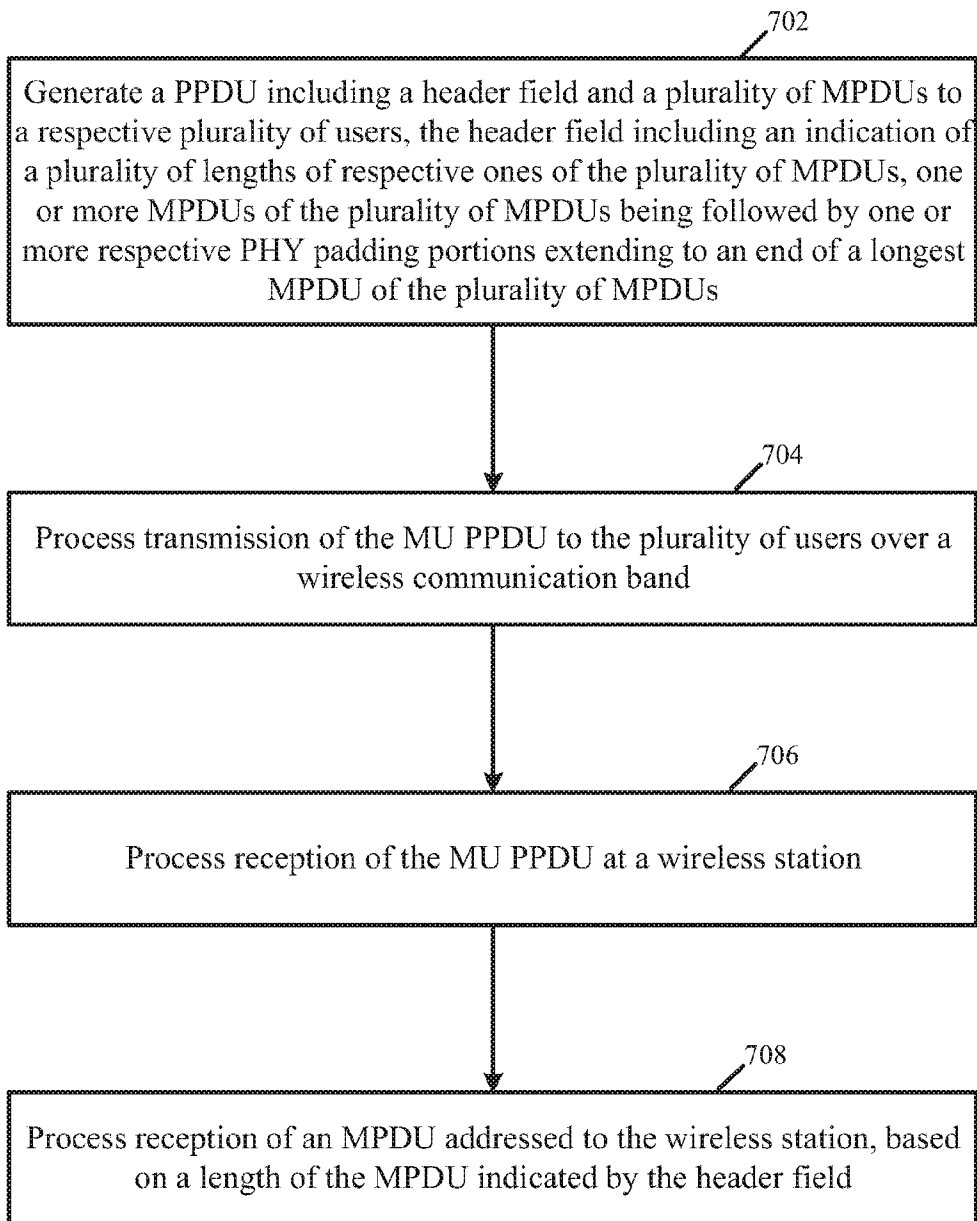 702
Generate a PPDU including a header field and a plurality of MPDUs to
a respective plurality of users, the header field including an indication of
a plurality of lengths of respective ones of the plurality of MPDUs, one
or more MPDUs of the plurality of MPDUs being followed by one or
more respective PHY padding portions extending to an end of a longest
MPDU of the plurality of MPDUs
704
Process transmission of the MU PPDU to the plurality of users over a
wireless communication band
706
Process reception of the MU PPDU at a wireless station
708
Process reception of an MPDU addressed to the wireless station, based
on a length of the MPDU indicated by the header field